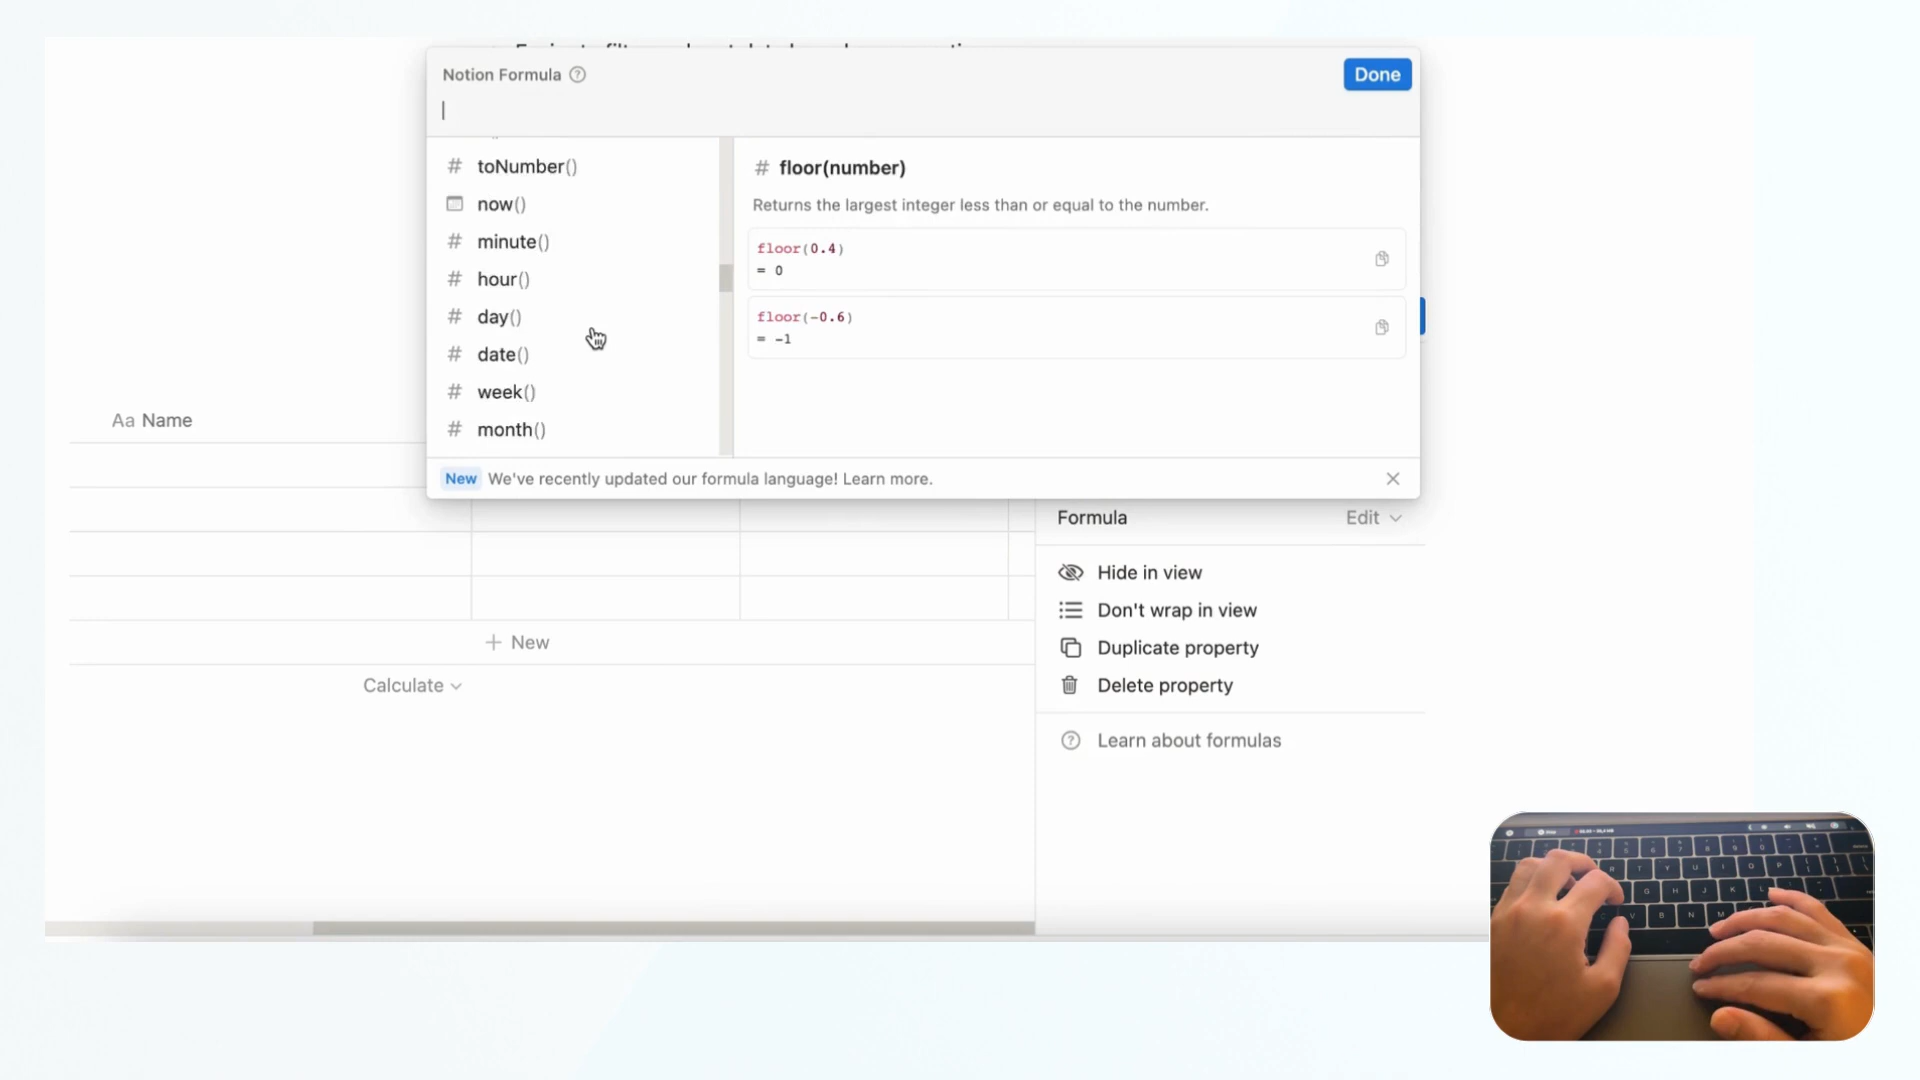 Notion Formula
Done
toNumber()
now()
minute()
hour()
day()
date()
week()
month()
# floor(number)
Returns the largest integer less than or equal to the number.
floor(0.4)
= 0
floor(-0.6)
= -1
New We've recently updated our formula language! Learn more.
Aa Name
Formula
Edit
Hide in view
Don't wrap in view
Duplicate property
Delete property
Learn about formulas
+ New
Calculate